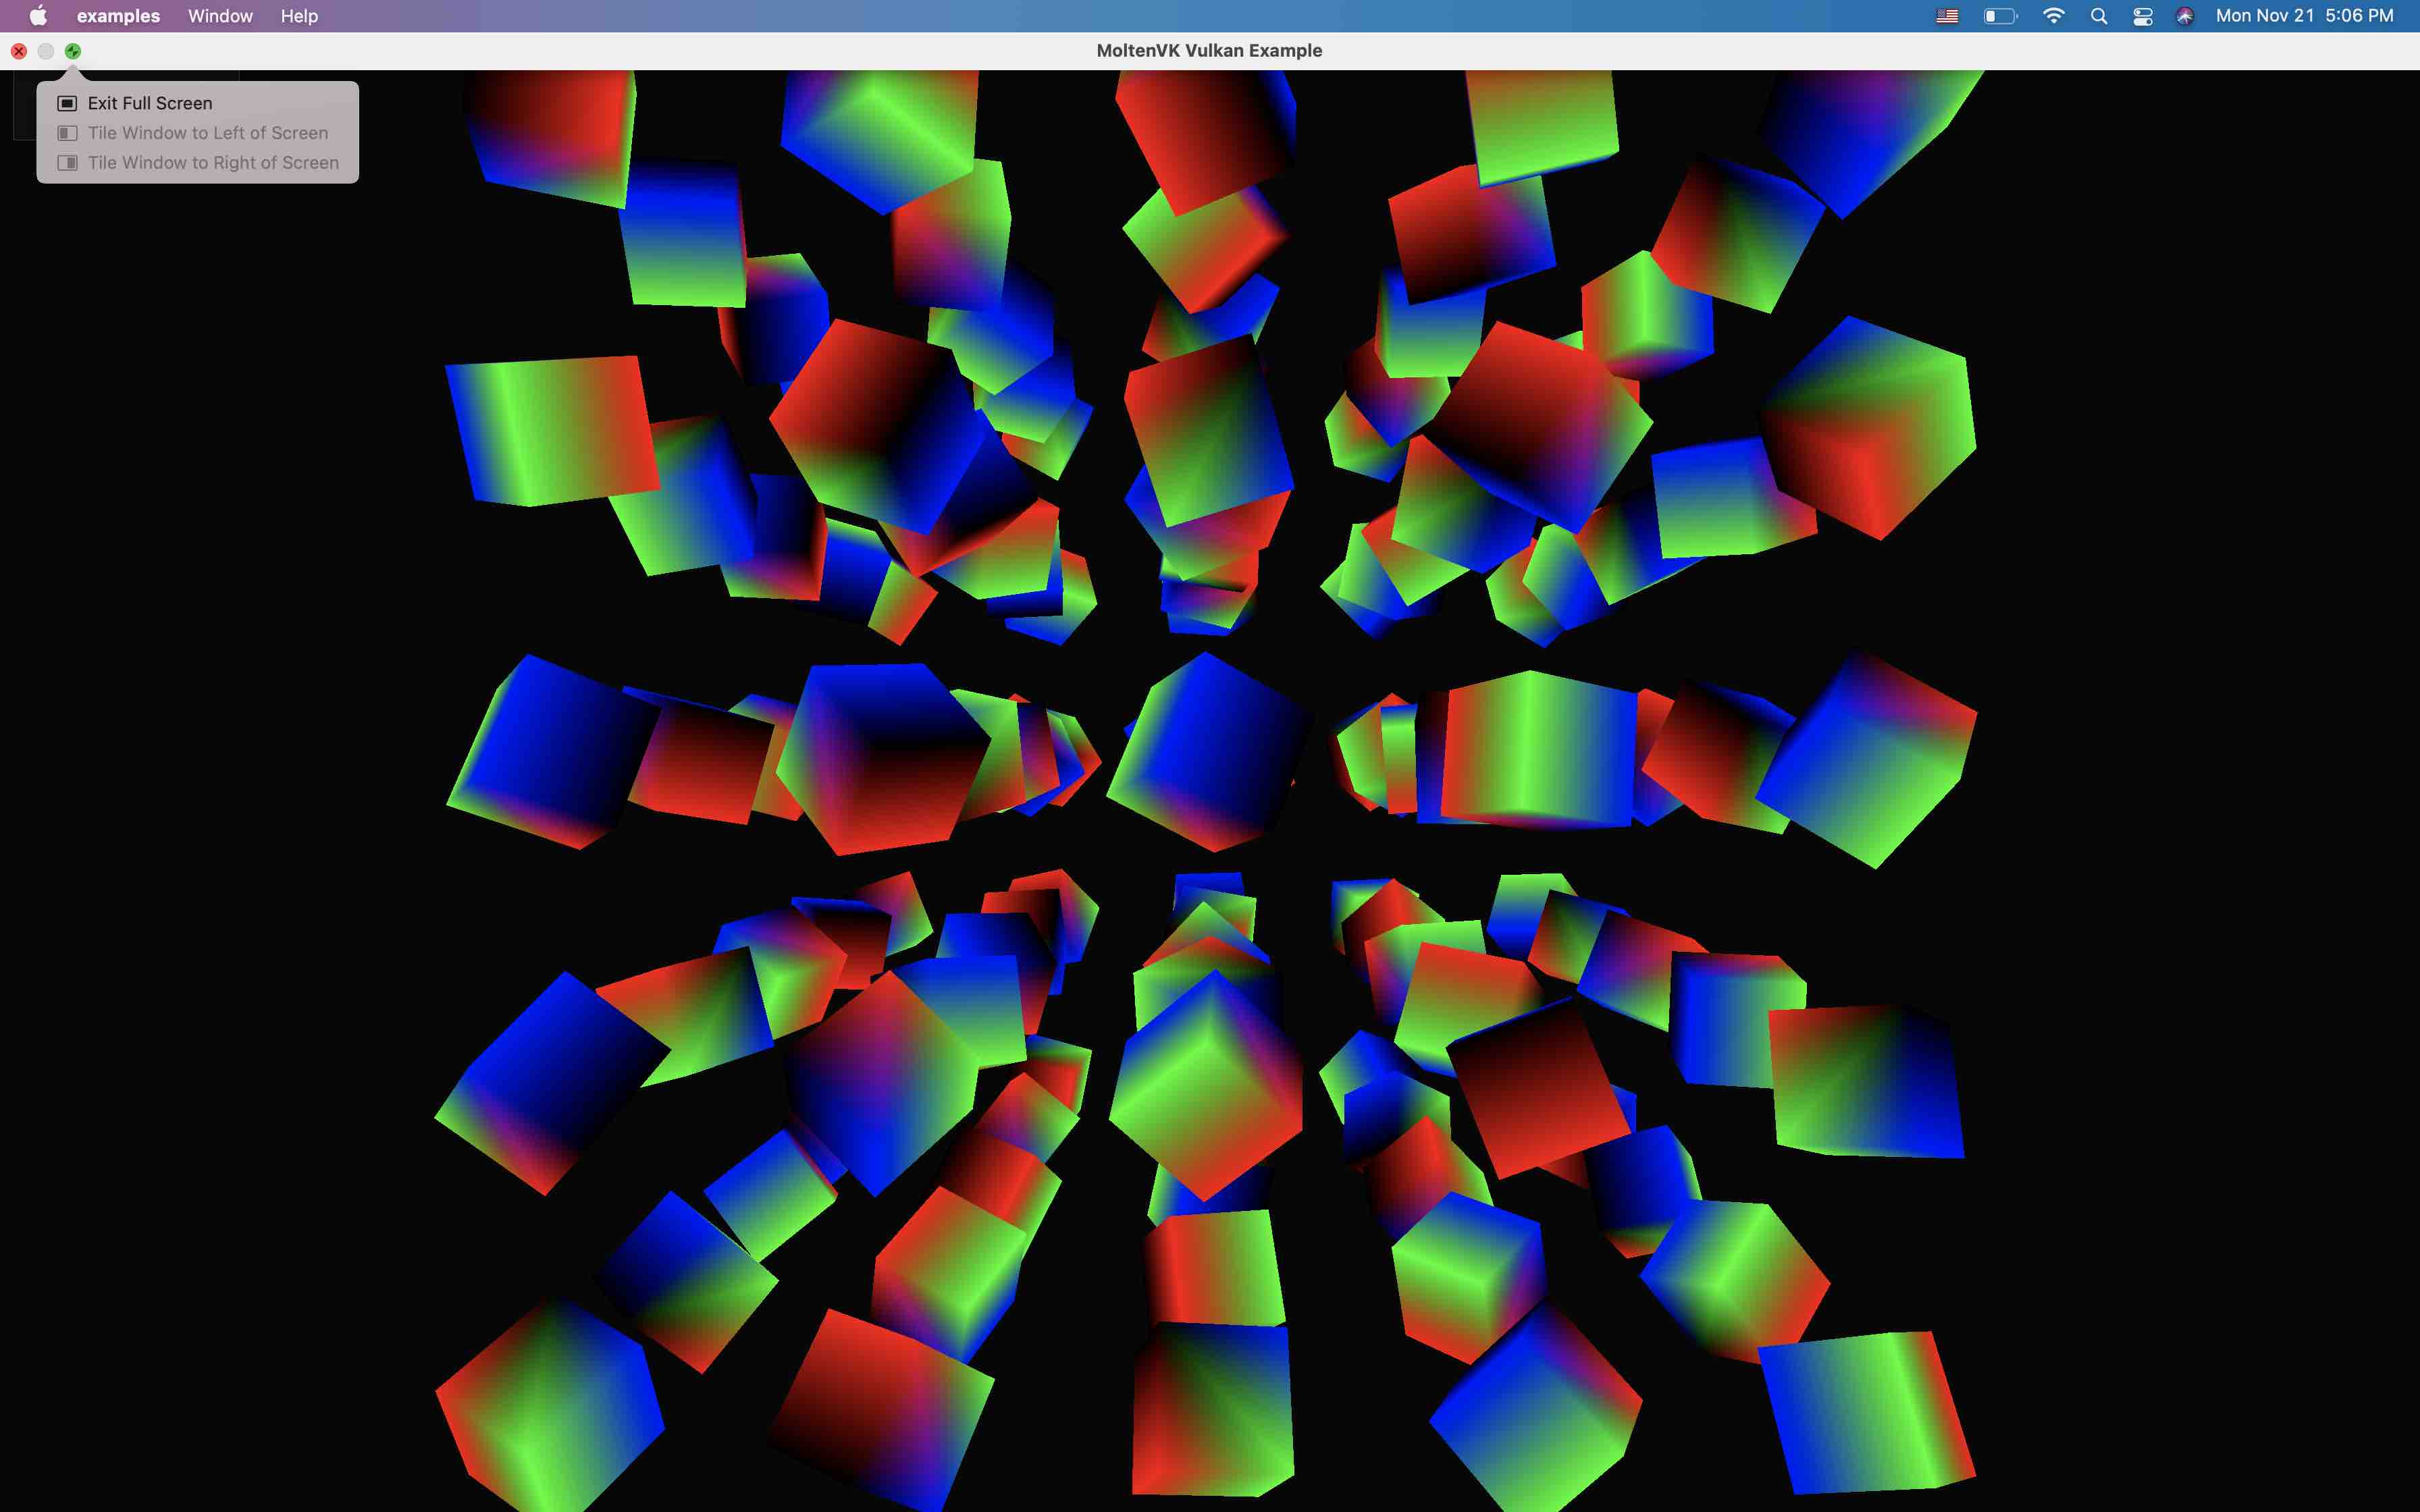 examples Window Help Mon Nov 21 5:06 PM
MoltenVK Vulkan Example
Exit Full Screen
Tile Window to Left of Screen
Tile Window to Right of Screen